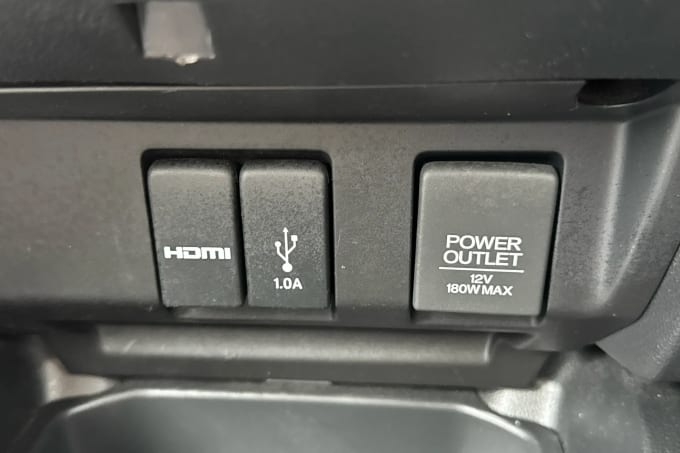 HDMI
1.0A
POWER
OUTLET
12V
180W MAX